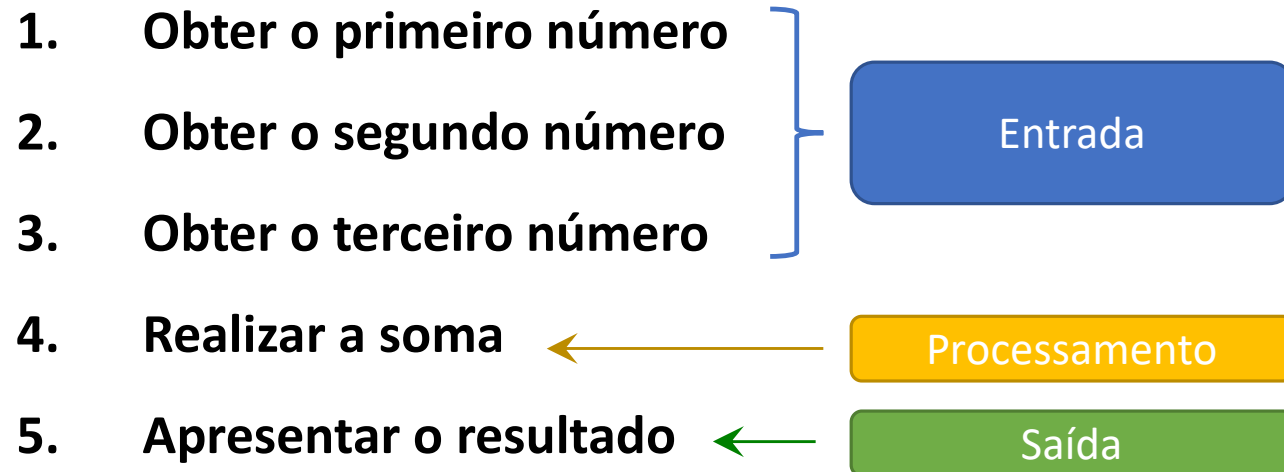 1. Obter o primeiro número
2. Obter o segundo número
Entrada
3. Obter o terceiro número
4. Realizar a soma
Processamento
5. Apresentar o resultado
Saída